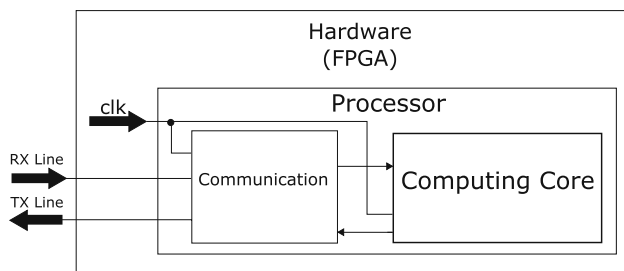 Hardware
(FPGA)
Processor
clk
RX Line
TX Line
Communication
Computing Core